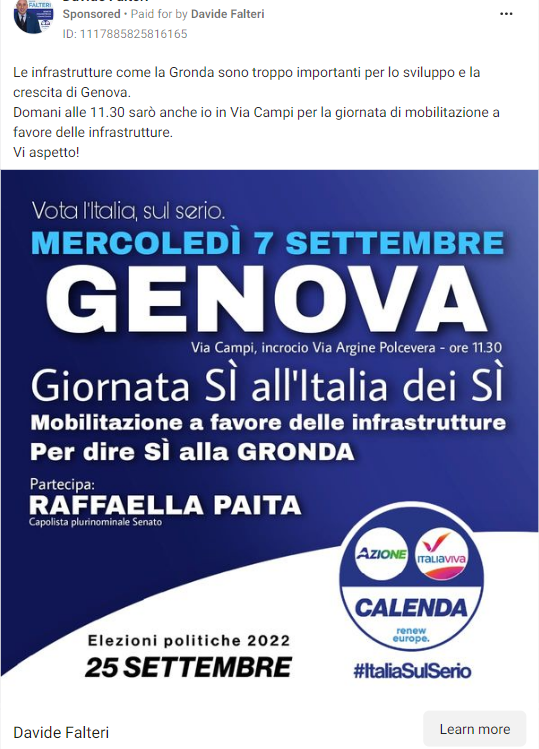 Davide Falteri
Sponsored • Paid for by Davide Falteri
ID: 1117885825816165
Le infrastrutture come la Gronda sono troppo importanti per lo sviluppo e la
crescita di Genova.
Domani alle 11.30 sarò anche io in Via Campi per la giornata di mobilitazione a
favore delle infrastrutture.
Vi aspetto!
Vota l'Italia, sul serio.
MERCOLEDÌ 7 SETTEMBRE
GENOVA
Via Campi, incrocio Via Argine Polcevera - ore 11.30
Giornata SÌ all'Italia dei SÌ
Mobilitazione a favore delle infrastrutture
Per dire SÌ alla GRONDA
Partecipa:
RAFFAELLA PAITA
Capolista plurinominale Senato
AZIONE
ITALIAVIVA
CALENDA
renew
europe.
Elezioni politiche 2022
25 SETTEMBRE
#ItaliaSulSerio
Davide Falteri
Learn more